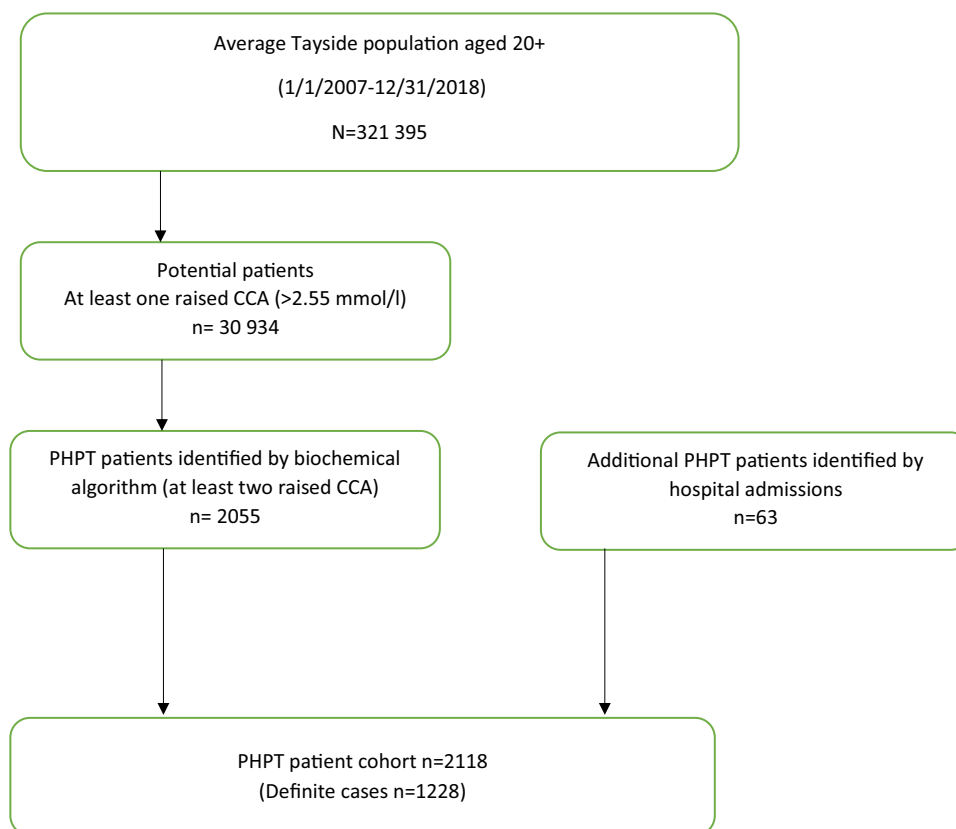 Average Tayside population aged 20+
(1/1/2007-12/31/2018)
N=321 395
Potential patients
At least one raised CCA (>2.55 mmol/l)
n= 30 934
PHPT patients identified by biochemical
algorithm (at least two raised CCA)
n= 2055
Additional PHPT patients identified by
hospital admissions
n=63
PHPT patient cohort n=2118
(Definite cases n=1228)